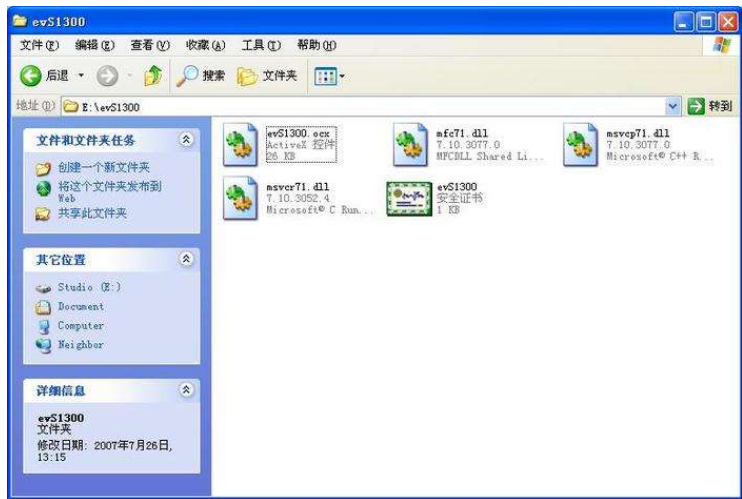 evS1300
文件(F) 编辑(E) 查看(V) 收藏(A) 工具(T) 帮助(H)
后退 搜索 文件夹
地址(D) E:\evS1300 转到
文件和文件夹任务
创建一个新文件夹
将这个文件夹发布到
Web
共享此文件夹
其它位置
Studio (E:)
Document
Computer
Neighbor
详细信息
evS1300
文件夹
修改日期: 2007年7月26日,
13:15
evS1300.ocx
ActiveX 控件
26 KB
mfc71.dll
7.10.3077.0
MFCDLL Shared Li...
msvcp71.dll
7.10.3077.0
Microsoft® C++ R...
msvcr71.dll
7.10.3052.4
Microsoft® C Run...
evS1300
安全证书
1 KB